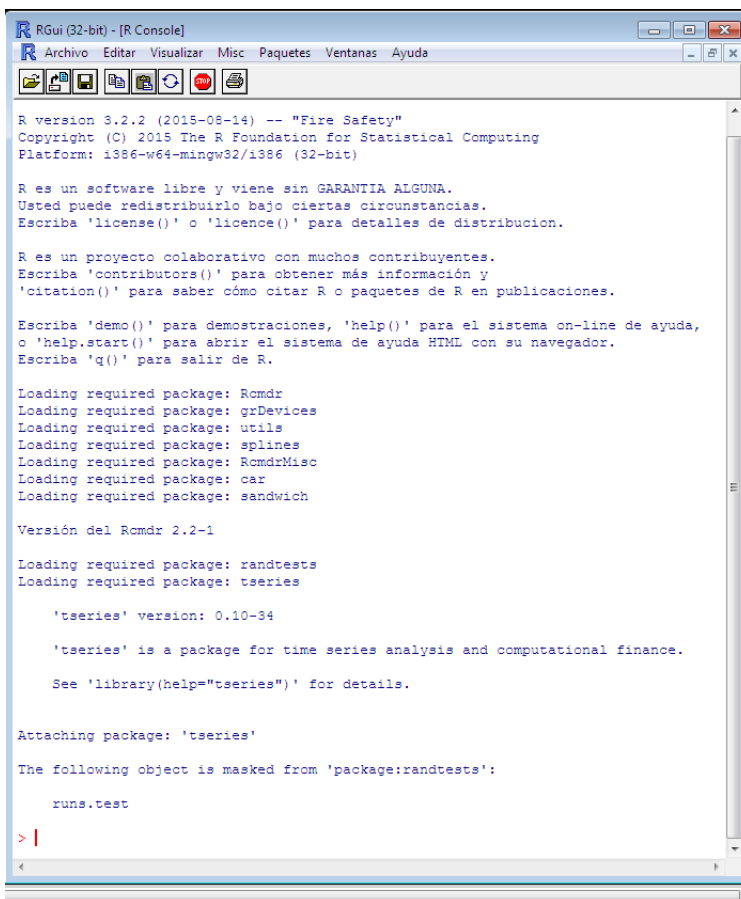 RGui (32-bit) - [R Console]
Archivo Editar Visualizar Misc Paquetes Ventanas Ayuda
STOP
R version 3.2.2 (2015-08-14) -- "Fire Safety"
Copyright (C) 2015 The R Foundation for Statistical Computing
Platform: i386-w64-mingw32/i386 (32-bit)
R es un software libre y viene sin GARANTIA ALGUNA.
Usted puede redistribuirlo bajo ciertas circunstancias.
Escriba 'license()' o 'licence()' para detalles de distribucion.
R es un proyecto colaborativo con muchos contribuyentes.
Escriba 'contributors()' para obtener más información y
'citation()' para saber cómo citar R o paquetes de R en publicaciones.
Escriba 'demo()' para demostraciones, 'help()' para el sistema on-line de ayuda,
o 'help.start()' para abrir el sistema de ayuda HTML con su navegador.
Escriba 'q()' para salir de R.
Loading required package: Rcmdr
Loading required package: grDevices
Loading required package: utils
Loading required package: splines
Loading required package: RcmdrMisc
Loading required package: car
Loading required package: sandwich
Versión del Rcmdr 2.2-1
Loading required package: randtests
Loading required package: tseries
'tseries' version: 0.10-34
'tseries' is a package for time series analysis and computational finance.
See 'library(help="tseries")' for details.
Attaching package: 'tseries'
The following object is masked from 'package:randtests':
runs.test
>